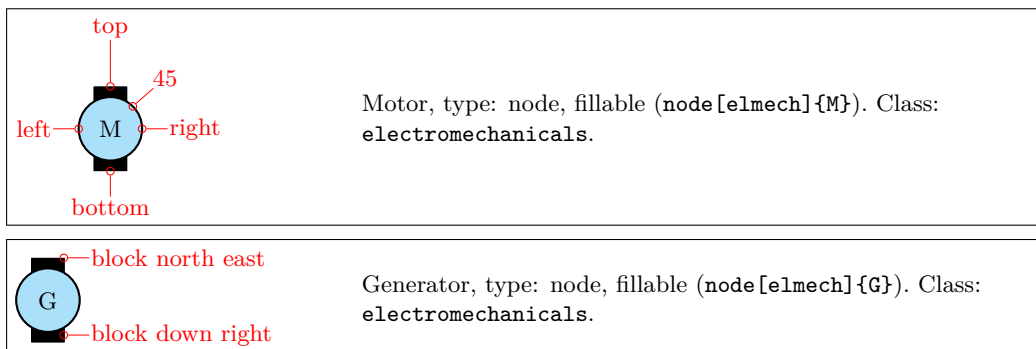 top
45
left
M
right
bottom
Motor, type: node, fillable (node[elmech]{M}). Class:
electromechanicals.
block north east
G
block down right
Generator, type: node, fillable (node[elmech]{G}). Class:
electromechanicals.